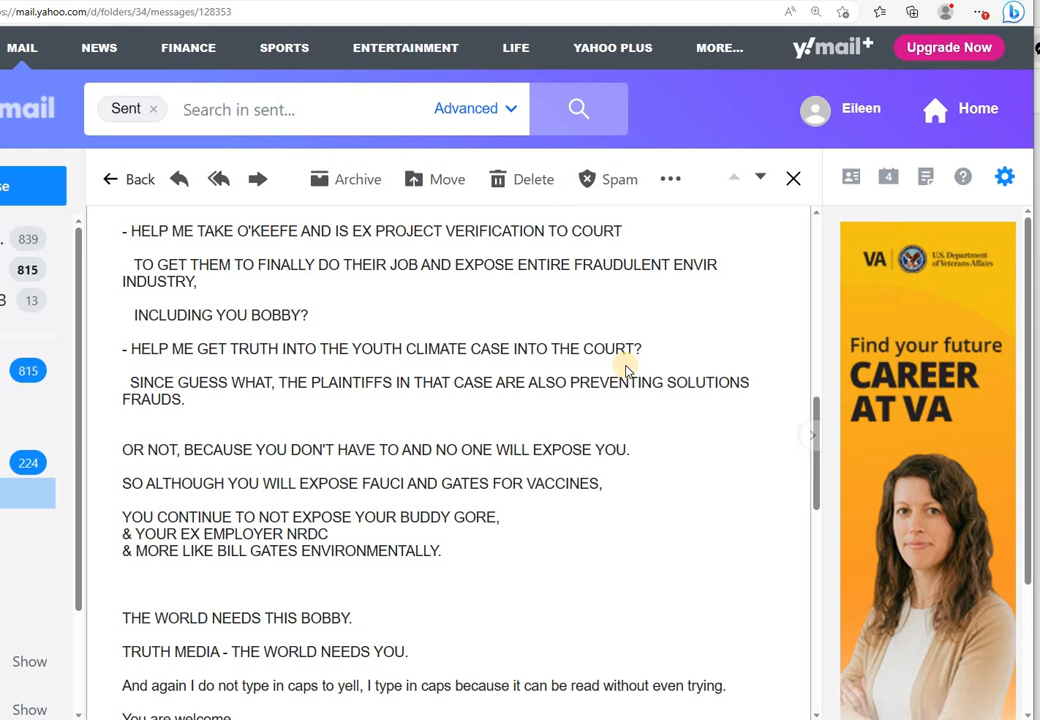 s://mail.yahoo.com/d/folders/34/messages/128353
MAIL NEWS FINANCE SPORTS ENTERTAINMENT LIFE YAHOO PLUS MORE... y!mail+ Upgrade Now
mail Sent × Search in sent... Advanced Eileen Home
se Back Archive Move Delete Spam ••• 4
839
815
3 13
815
224
Show
Show
- HELP ME TAKE O'KEEFE AND IS EX PROJECT VERIFICATION TO COURT
TO GET THEM TO FINALLY DO THEIR JOB AND EXPOSE ENTIRE FRAUDULENT ENVIR
INDUSTRY,
INCLUDING YOU BOBBY?
- HELP ME GET TRUTH INTO THE YOUTH CLIMATE CASE INTO THE COURT?
SINCE GUESS WHAT, THE PLAINTIFFS IN THAT CASE ARE ALSO PREVENTING SOLUTIONS
FRAUDS.
OR NOT, BECAUSE YOU DON'T HAVE TO AND NO ONE WILL EXPOSE YOU.
SO ALTHOUGH YOU WILL EXPOSE FAUCI AND GATES FOR VACCINES,
YOU CONTINUE TO NOT EXPOSE YOUR BUDDY GORE,
& YOUR EX EMPLOYER NRDC
& MORE LIKE BILL GATES ENVIRONMENTALLY.
THE WORLD NEEDS THIS BOBBY.
TRUTH MEDIA - THE WORLD NEEDS YOU.
And again I do not type in caps to yell, I type in caps because it can be read without even trying.
You are welcome
VA U.S. Department
of Veterans Affairs
Find your future
CAREER
AT VA